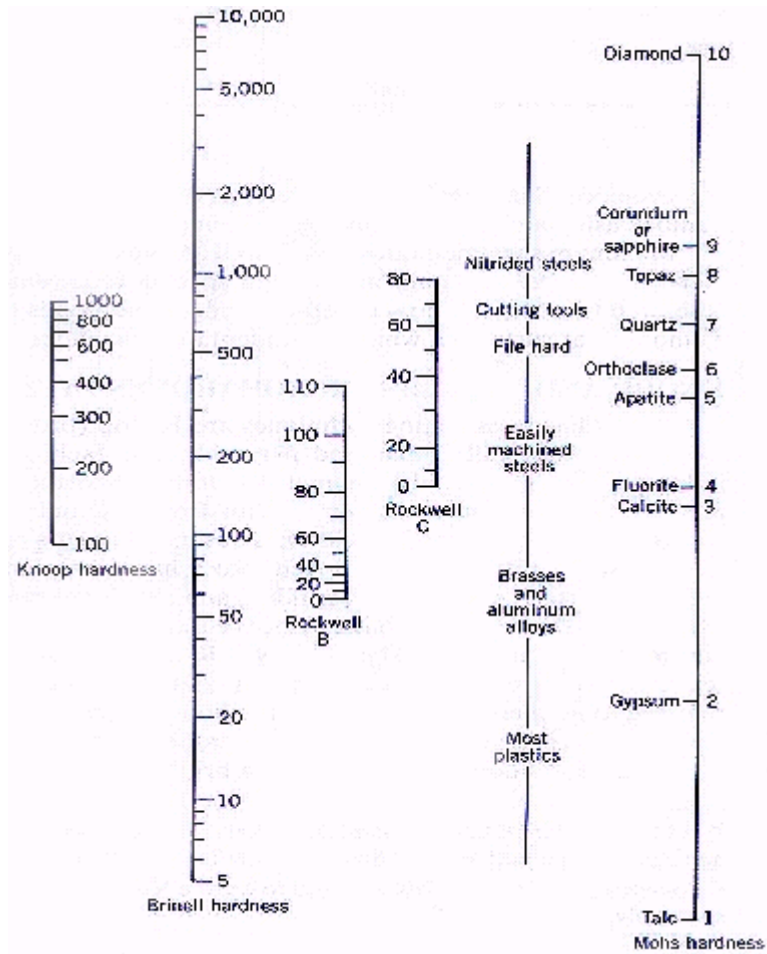 10,000
5,000
2,000
1,000
500
200
100
50
20
10
5
Brinell hardness
1000
800
600
400
300
200
100
Knoop hardness
110
100
80
60
40
20
0
Rockwell
B
80
60
40
20
0
Rockwell
C
Nitrided steels
Cutting tools
File hard
Easily
machined
steels
Brasses
and
aluminum
alloys
Most
plastics
Diamond 10
Corundum
or
sapphire 9
Topaz 8
Quartz 7
Orthoclase 6
Apatite 5
Fluorite 4
Calcite 3
Gypsum 2
Talc 1
Mohs hardness